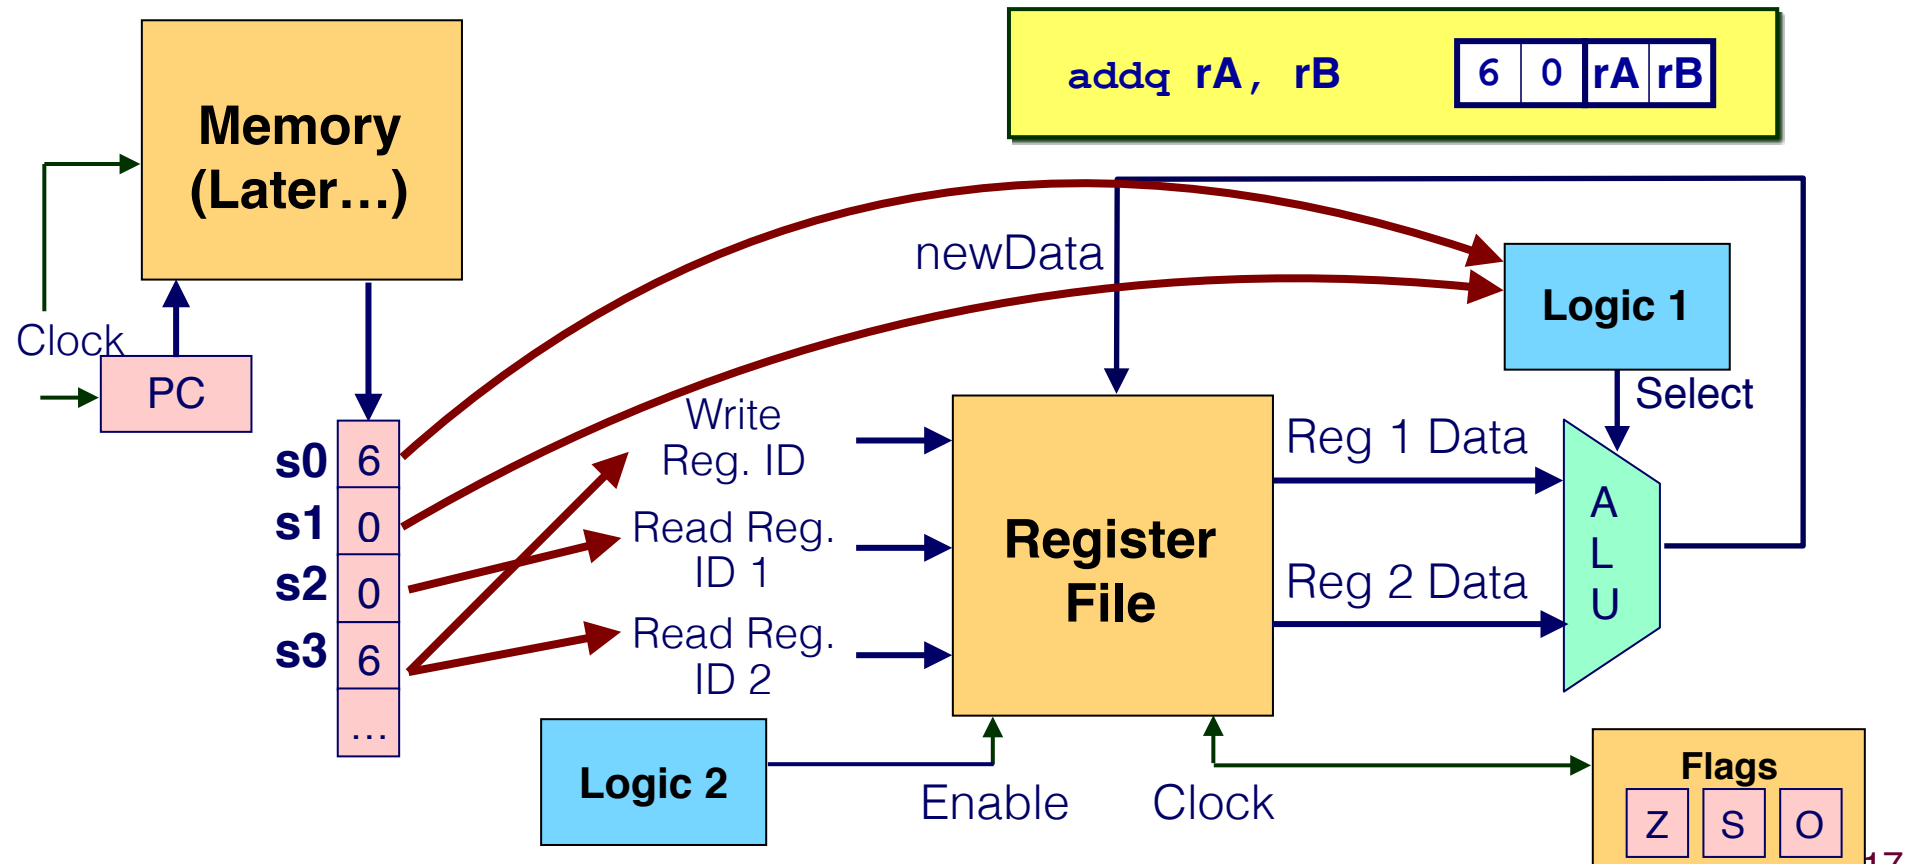 addq rA, rB
6 0 rA rB
Memory
(Later…)
Clock
PC
newData
Logic 1
Select
s0 6
s1 0
s2 0
s3 6
…
Write
Reg. ID
Read Reg.
ID 1
Read Reg.
ID 2
Register
File
Reg 1 Data
Reg 2 Data
A
L
U
Logic 2
Enable
Clock
Flags
Z S O
17